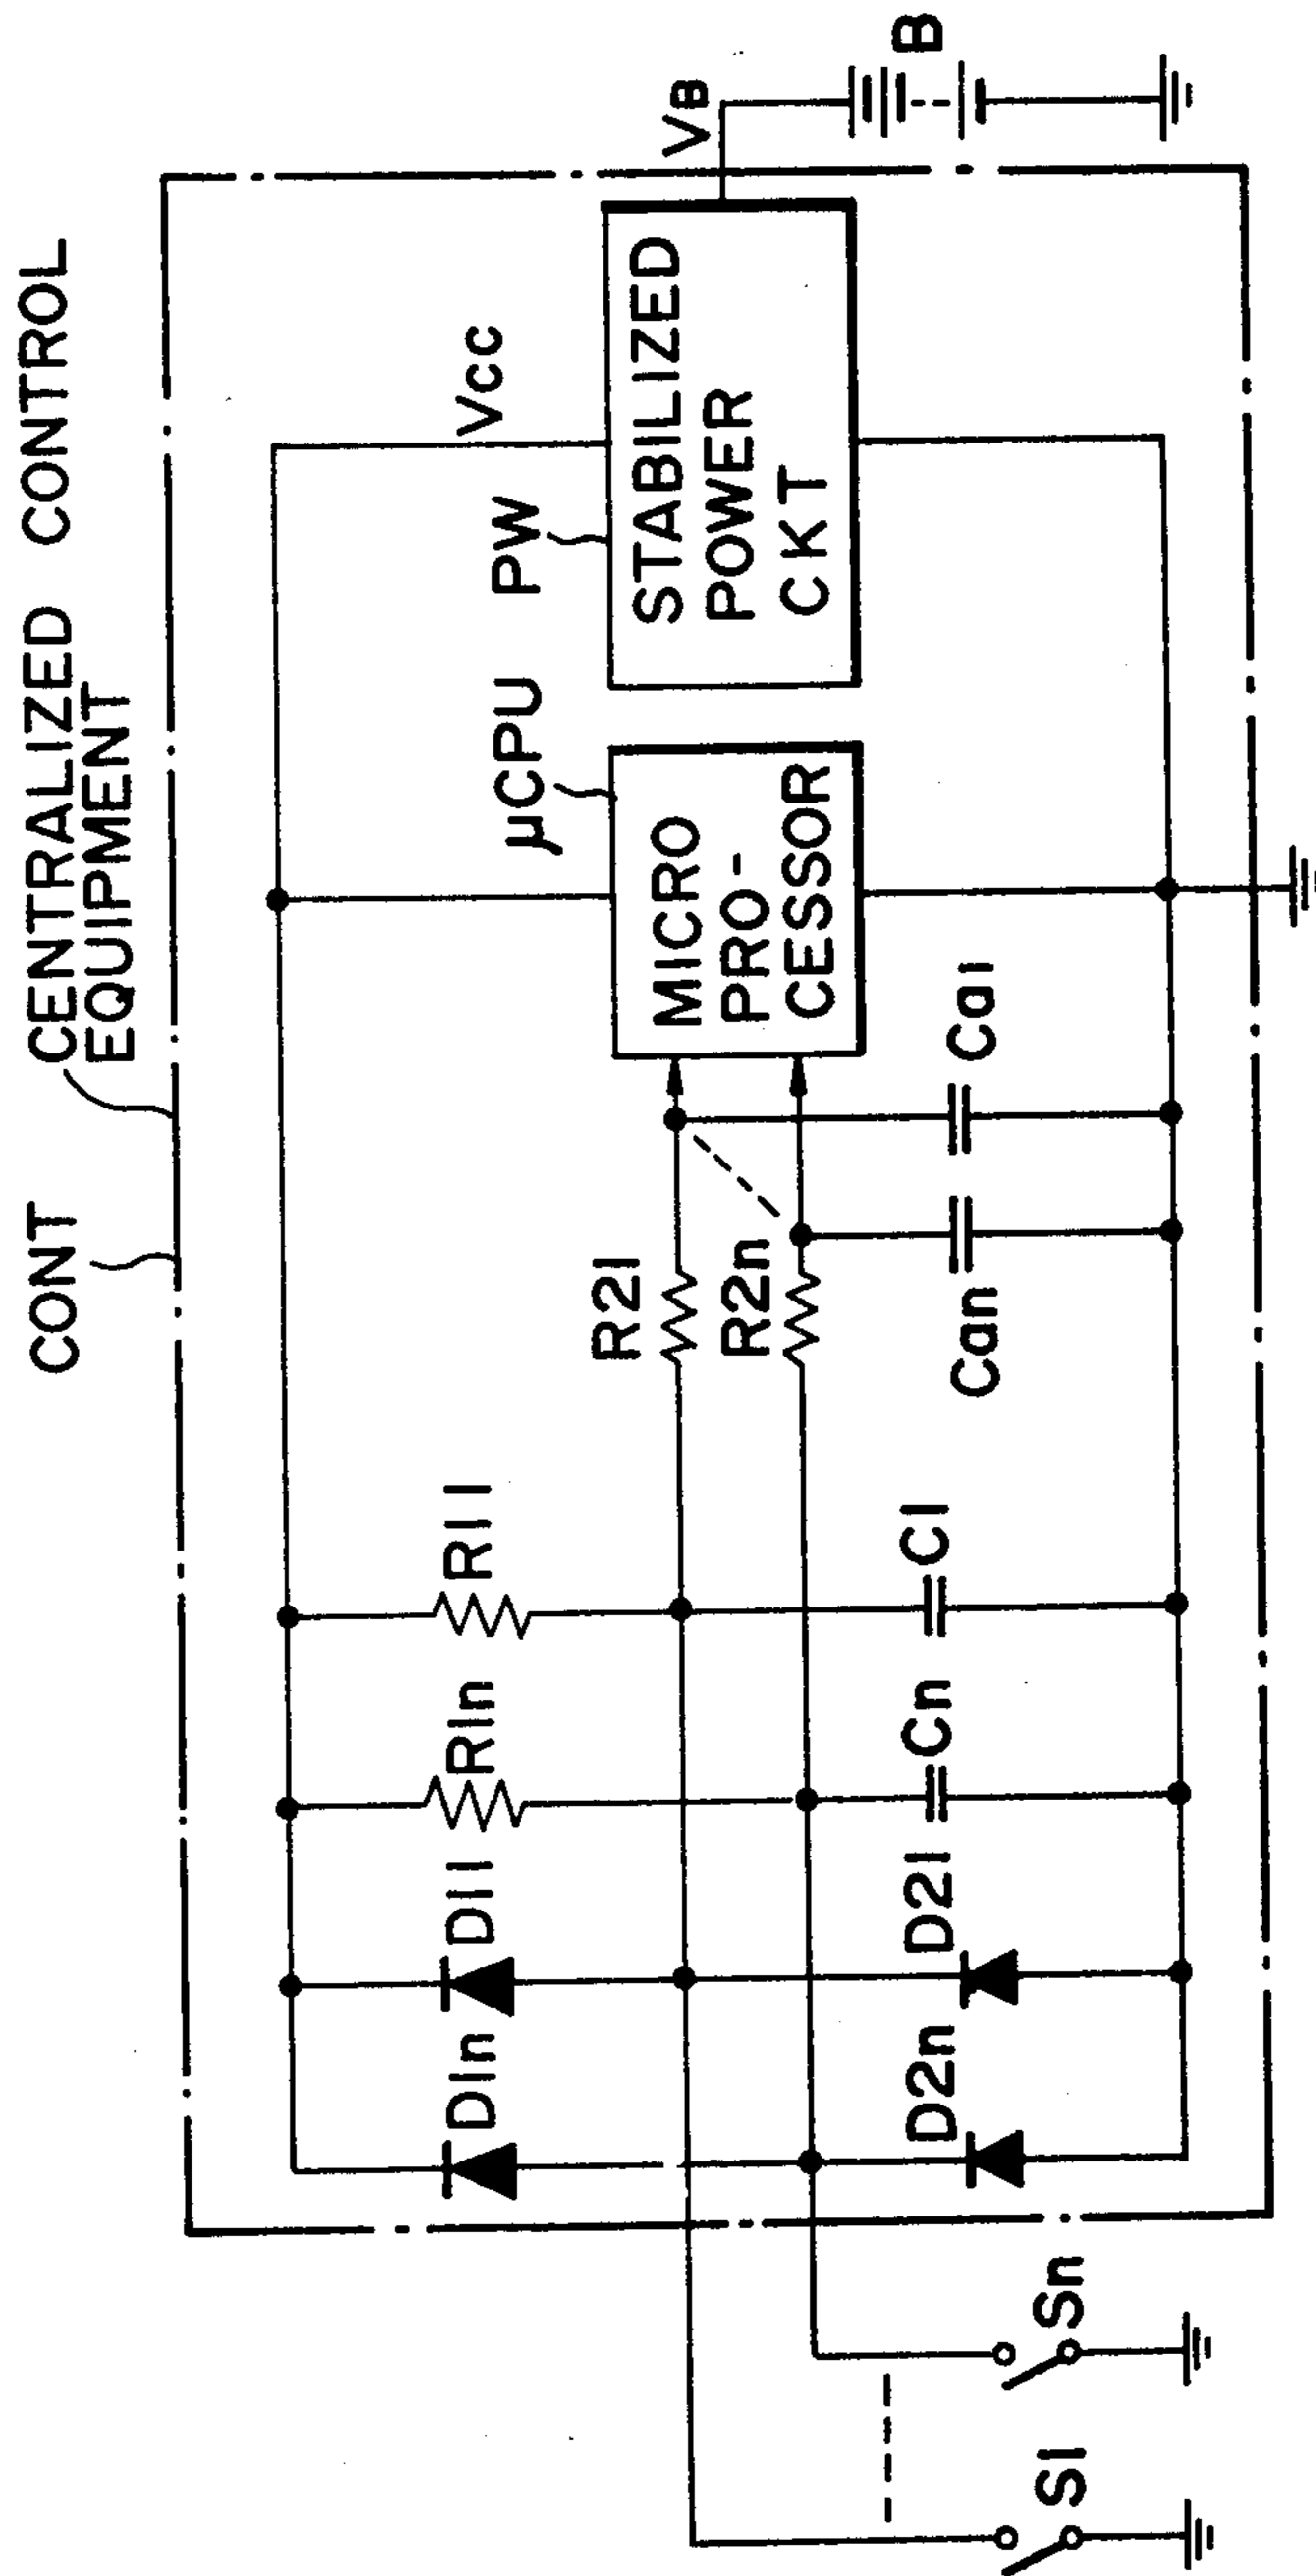 CONT
CENTRALIZED CONTROL
EQUIPMENT
Vcc
VB
B
μCPU
PW
MICRO
PRO-
CESSOR
STABILIZED
POWER
CKT
R11
R1n
D11
D1n
R21
R2n
Ca1
Can
C1
Cn
D21
D2n
S1
Sn